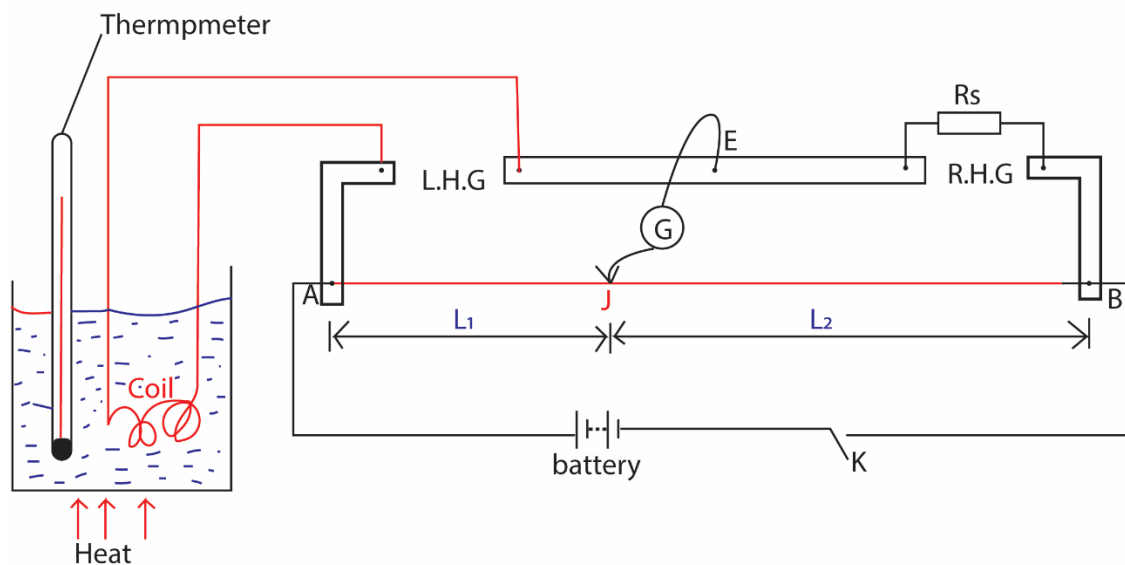 Thermpmeter
Rs
E
L.H.G
R.H.G
G
A
J
B
L₁
L₂
Coil
battery
K
Heat